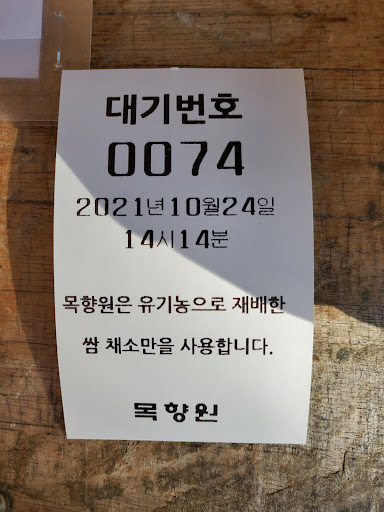 대기번호
0074
2021년10월24일
14시14분
목향원은 유기농으로 재배한
쌈 채소만을 사용합니다.
목향원